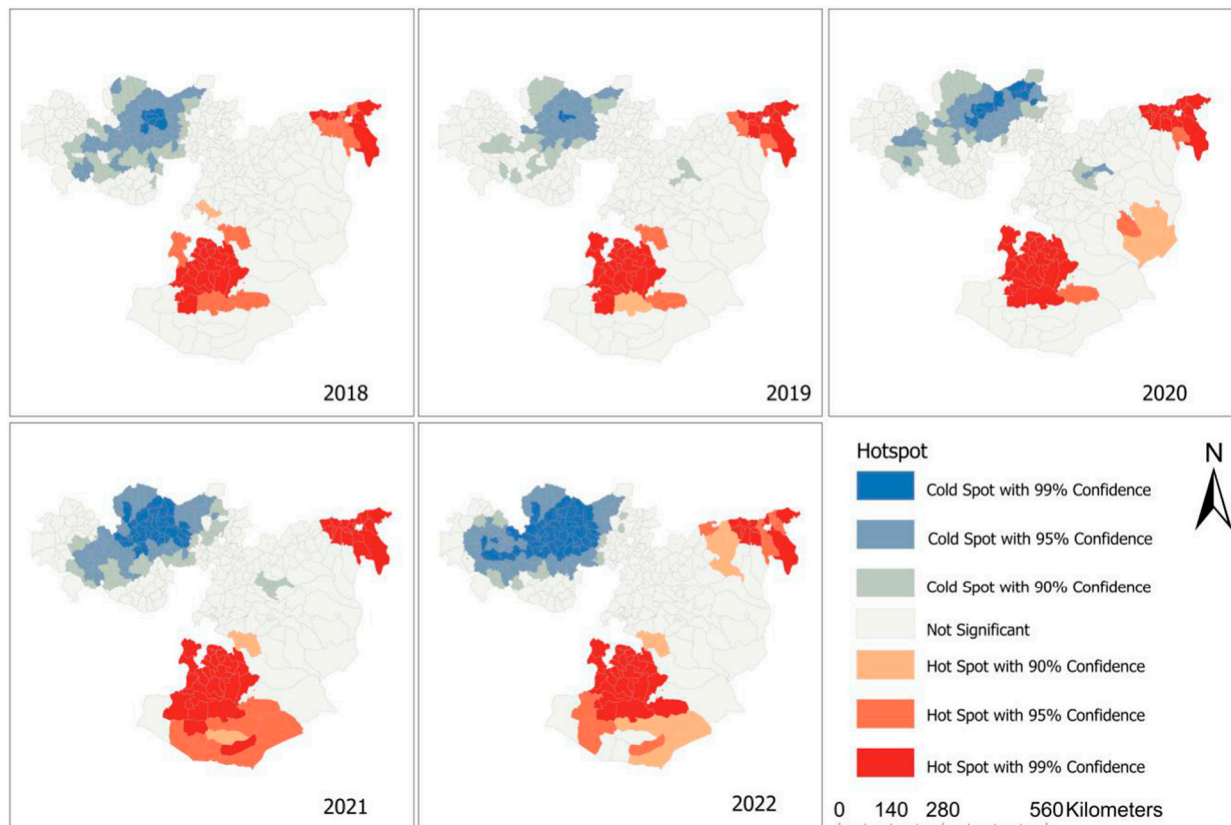 2018
2019
2020
2021
2022
Hotspot
N
Cold Spot with 99% Confidence
Cold Spot with 95% Confidence
Cold Spot with 90% Confidence
Not Significant
Hot Spot with 90% Confidence
Hot Spot with 95% Confidence
Hot Spot with 99% Confidence
0 140 280 560 Kilometers